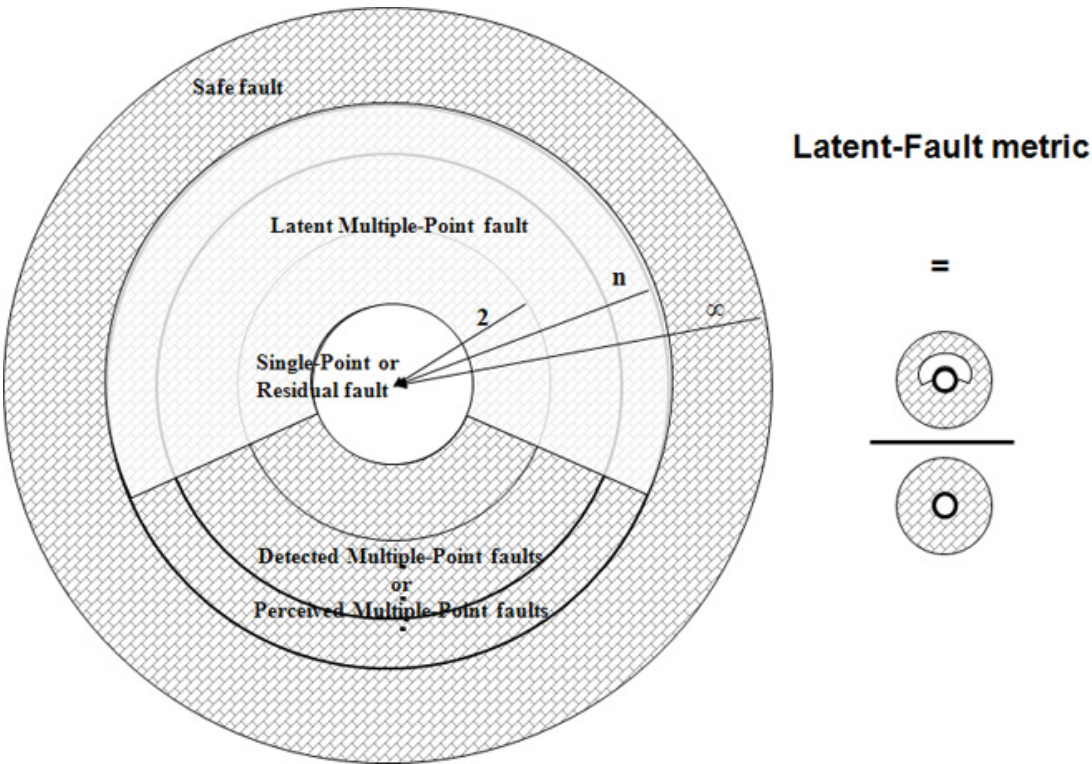 Safe fault
Latent-Fault metric
Latent Multiple-Point fault
=
n
∞
2
Single-Point or
Residual fault
Detected Multiple-Point faults
or
Perceived Multiple-Point faults